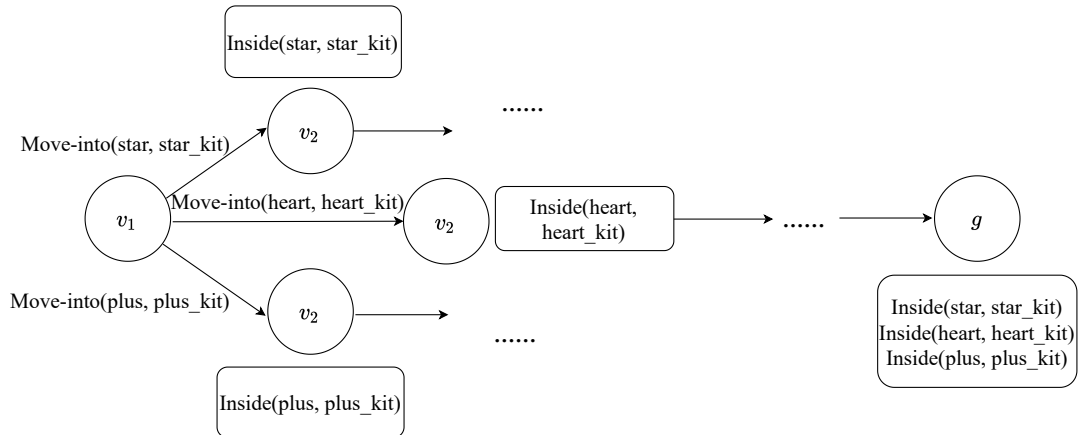 Inside(star, star_kit)
......
v₂
Move-into(star, star_kit)
Move-into(heart, heart_kit)
v₁
v₂
Inside(heart,
heart_kit)
......
g
Move-into(plus, plus_kit)
v₂
......
Inside(star, star_kit)
Inside(heart, heart_kit)
Inside(plus, plus_kit)
Inside(plus, plus_kit)